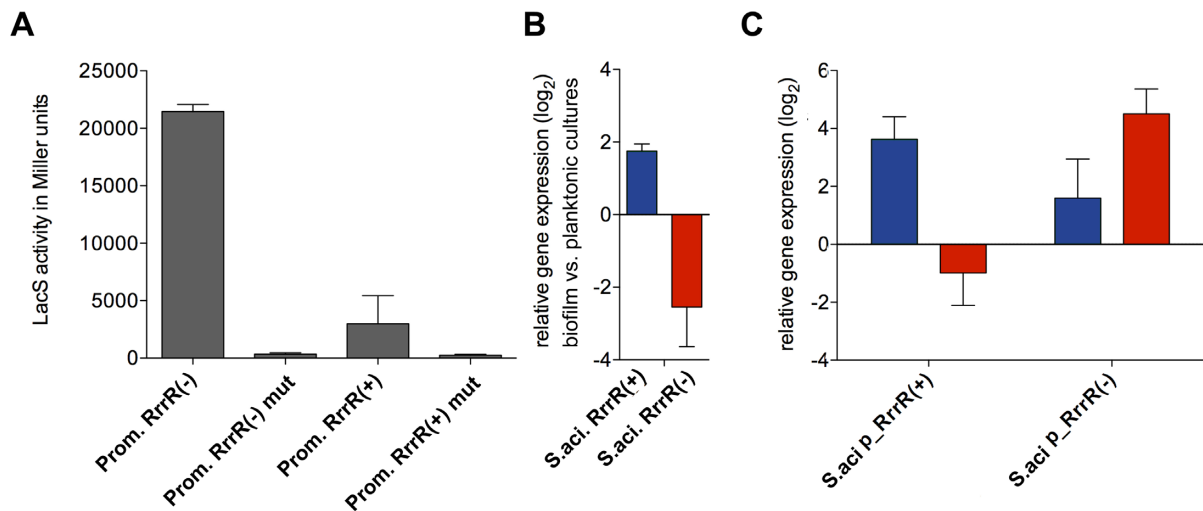 A
LacS activity in Miller units
25000
20000
15000
10000
5000
0
Prom. RrrR(-)
Prom. RrrR(-) mut
Prom. RrrR(+)
Prom. RrrR(+) mut
B
relative gene expression (log2)
biofilm vs. planktonic cultures
4
2
0
-2
-4
S.aci. RrrR(+)
S.aci. RrrR(-)
C
relative gene expression (log2)
6
4
2
0
-2
-4
S.aci p_RrrR(+)
S.aci p_RrrR(-)